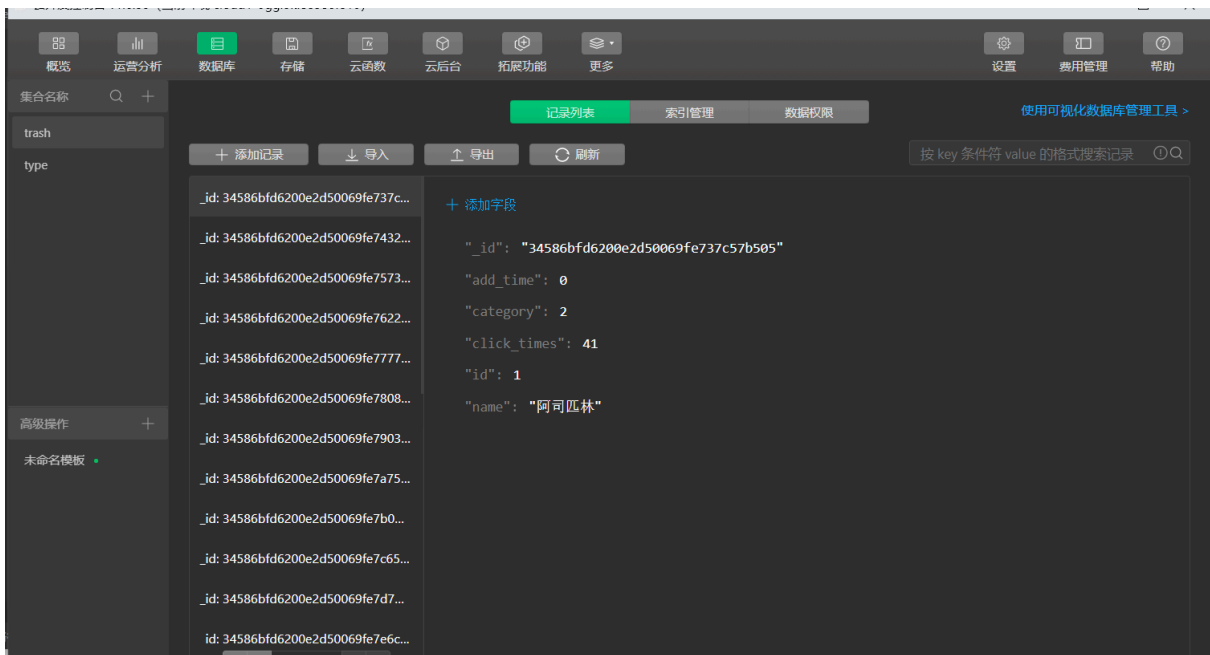 概览 运营分析 数据库 存储 云函数 云后台 拓展功能 更多 设置 费用管理 帮助
集合名称
trash
type
高级操作
未命名模板
记录列表 索引管理 数据权限 使用可视化数据库管理工具 >
添加记录 导入 导出 刷新 按 key 条件符 value 的格式搜索记录
_id: 34586bfd6200e2d50069fe737c...
_id: 34586bfd6200e2d50069fe7432...
_id: 34586bfd6200e2d50069fe7573...
_id: 34586bfd6200e2d50069fe7622...
_id: 34586bfd6200e2d50069fe7777...
_id: 34586bfd6200e2d50069fe7808...
_id: 34586bfd6200e2d50069fe7903...
_id: 34586bfd6200e2d50069fe7a75...
_id: 34586bfd6200e2d50069fe7b0...
_id: 34586bfd6200e2d50069fe7c65...
_id: 34586bfd6200e2d50069fe7d7...
_id: 34586bfd6200e2d50069fe7e6c...
添加字段
"_id": "34586bfd6200e2d50069fe737c57b505"
"add_time": 0
"category": 2
"click_times": 41
"id": 1
"name": "阿司匹林"